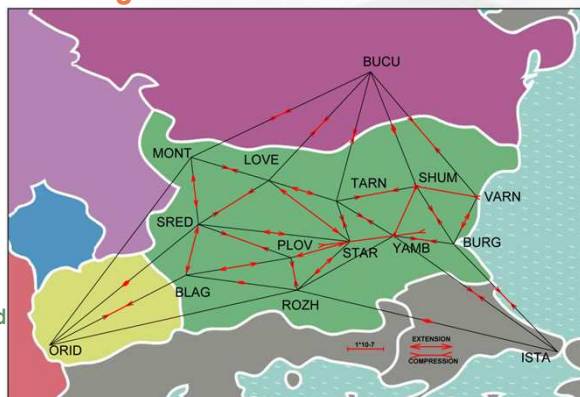 BUCU
MONT
LOVE
TARN
SHUM
VARN
SRED
PLOV
STAR
YAMB
BURG
BLAG
ROZH
ORID
ISTA
1*10-7
EXTENSION
COMPRESSION